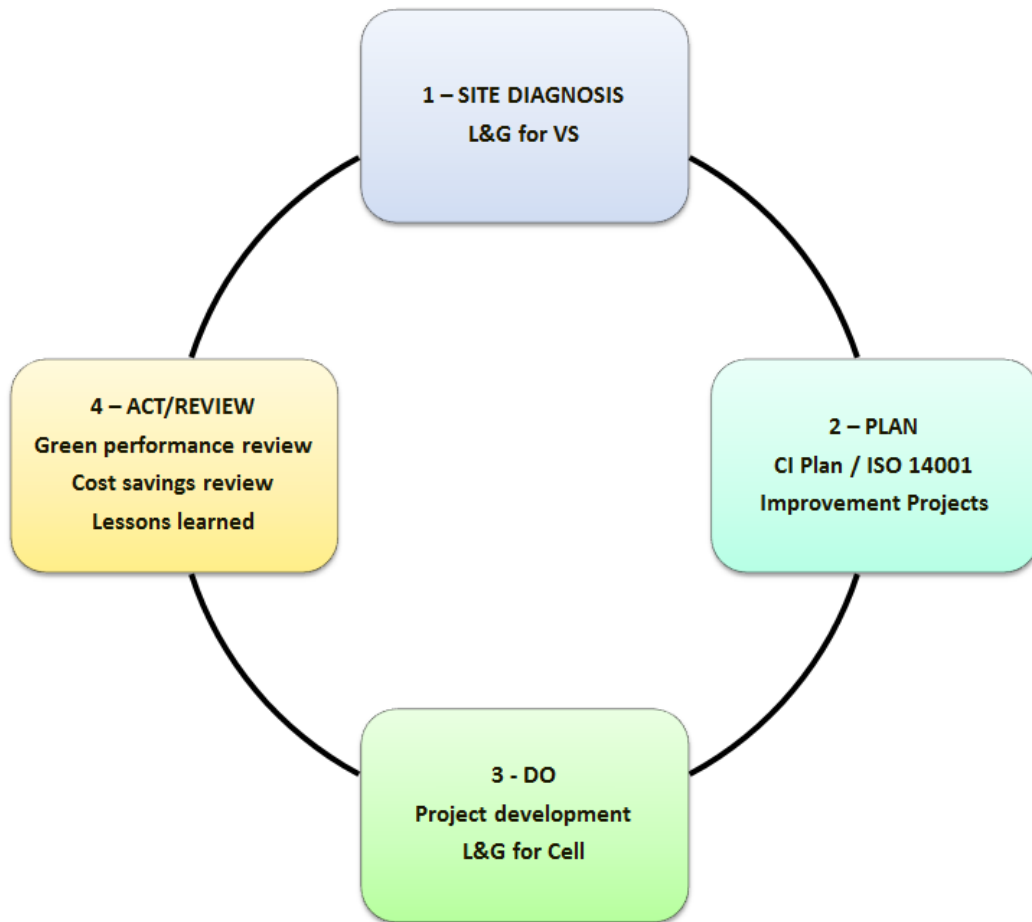 1 – SITE DIAGNOSIS
L&G for VS
2 – PLAN
CI Plan / ISO 14001
Improvement Projects
3 - DO
Project development
L&G for Cell
4 – ACT/REVIEW
Green performance review
Cost savings review
Lessons learned